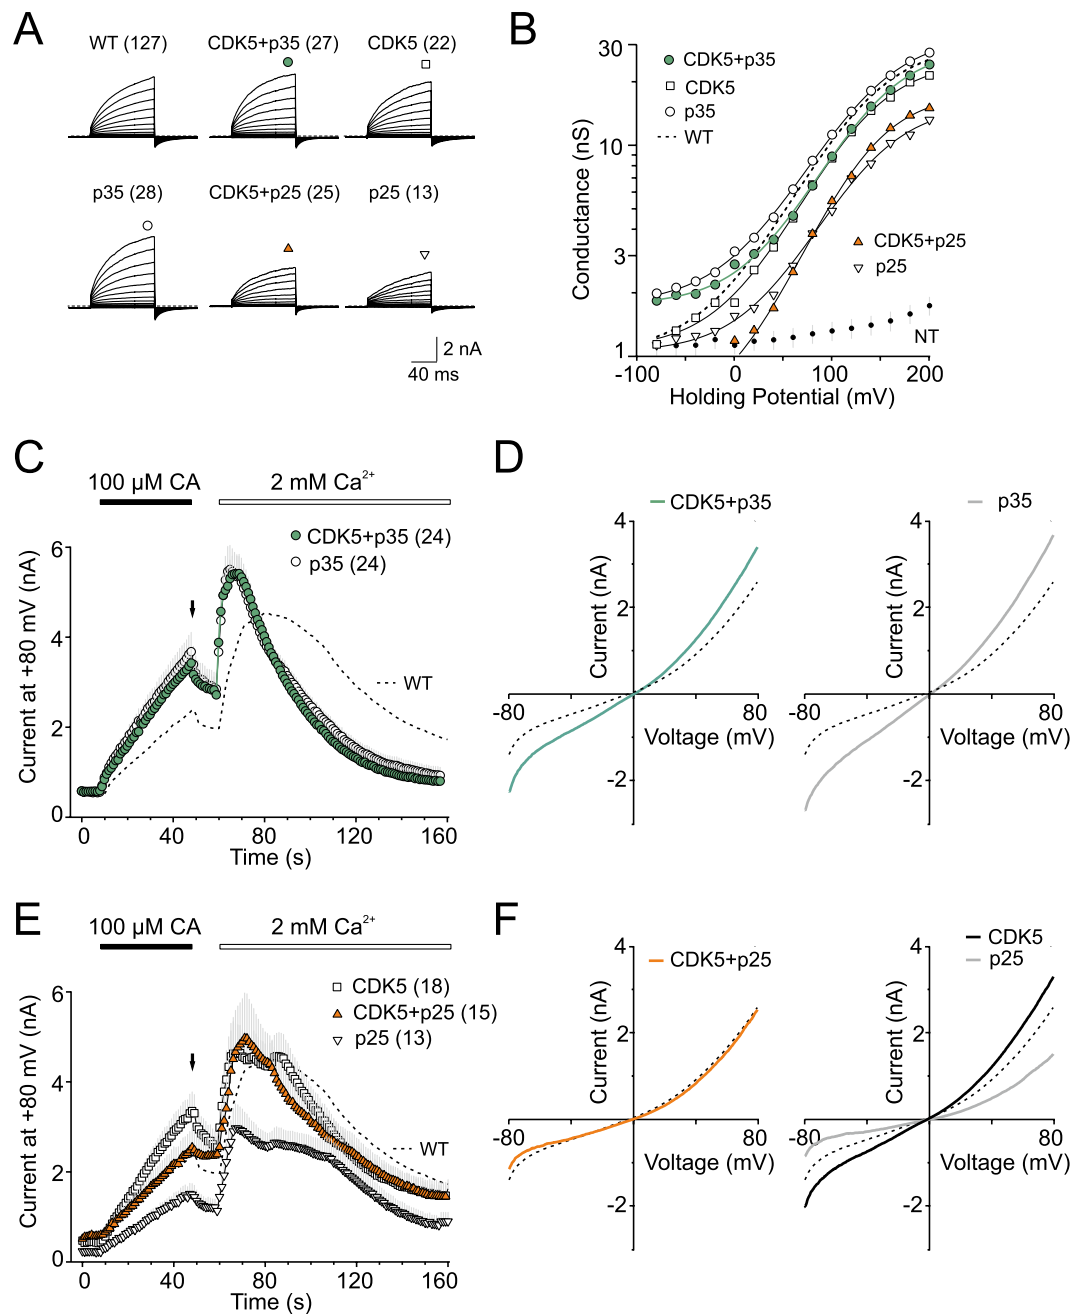 A
WT (127)
CDK5+p35 (27)
CDK5 (22)
p35 (28)
CDK5+p25 (25)
p25 (13)
2 nA
40 ms
B
30
10
3
1
Conductance (nS)
CDK5+p35
CDK5
p35
WT
CDK5+p25
p25
NT
-100
0
100
200
Holding Potential (mV)
C
100 µM CA
2 mM Ca2+
CDK5+p35 (24)
p35 (24)
WT
6
4
2
0
Current at +80 mV (nA)
0
40
80
120
160
Time (s)
D
CDK5+p35
4
2
-2
Current (nA)
-80
80
Voltage (mV)
p35
4
2
-2
Current (nA)
-80
80
Voltage (mV)
E
100 µM CA
2 mM Ca2+
CDK5 (18)
CDK5+p25 (15)
p25 (13)
WT
6
4
2
0
Current at +80 mV (nA)
0
40
80
120
160
Time (s)
F
CDK5+p25
4
2
-2
Current (nA)
-80
80
Voltage (mV)
CDK5
p25
4
2
-2
Current (nA)
-80
80
Voltage (mV)